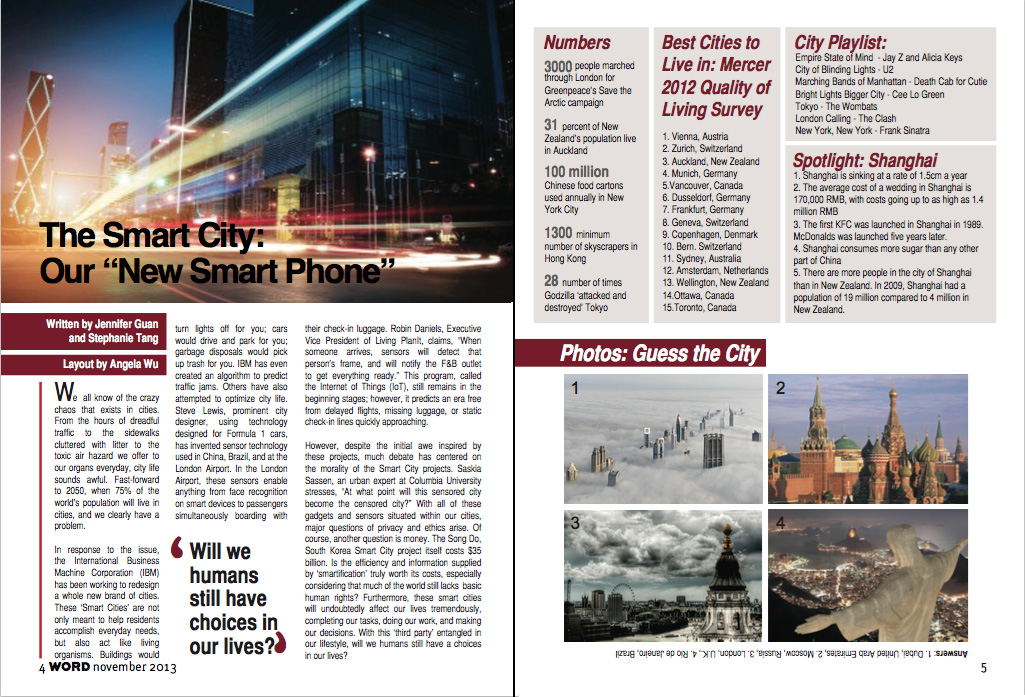 The Smart City:
Our “New Smart Phone”
Written by Jennifer Guan
and Stephanie Tang
Layout by Angela Wu
We all know of the crazy
chaos that exists in cities.
From the hours of dreadful
traffic to the sidewalks
cluttered with litter to the
toxic air hazard we offer to
our organs everyday, city life
sounds awful. Fast-forward
to 2050, when 75% of the
world’s population will live in
cities, and we clearly have a
problem.
In response to the issue,
the International Business
Machine Corporation (IBM)
has been working to redesign
a whole new brand of cities.
These ‘Smart Cities’ are not
only meant to help residents
accomplish everyday needs,
but also act like living
organisms. Buildings would
turn lights off for you; cars
would drive and park for you;
garbage disposals would pick
up trash for you. IBM has even
created an algorithm to predict
traffic jams. Others have also
attempted to optimize city life.
Steve Lewis, prominent city
designer, using technology
designed for Formula 1 cars,
has invented sensor technology
used in China, Brazil, and at the
London Airport. In the London
Airport, these sensors enable
anything from face recognition
on smart devices to passengers
simultaneously boarding with
‘Will we
humans
still have
choices in
our lives?’
their check-in luggage. Robin Daniels, Executive
Vice President of Living PlanIt, claims, “When
someone arrives, sensors will detect that
person’s frame, and will notify the F&B outlet
to get everything ready.” This program, called
the Internet of Things (IoT), still remains in the
beginning stages; however, it predicts an era free
from delayed flights, missing luggage, or static
check-in lines quickly approaching.
However, despite the initial awe inspired by
these projects, much debate has centered on
the morality of the Smart City projects. Saskia
Sassen, an urban expert at Columbia University
stresses, “At what point will this sensored city
become the censored city?” With all of these
gadgets and sensors situated within our cities,
major questions of privacy and ethics arise. Of
course, another question is money. The Song Do,
South Korea Smart City project itself costs $35
billion. Is the efficiency and information supplied
by ‘smartification’ truly worth its costs, especially
considering that much of the world still lacks basic
human rights? Furthermore, these smart cities
will undoubtedly affect our lives tremendously,
completing our tasks, doing our work, and making
our decisions. With this ‘third party’ entangled in
our lifestyle, will we humans still have a choices
in our lives?
4 WORD november 2013
Numbers
3000 people marched
through London for
Greenpeace’s Save the
Arctic campaign
31 percent of New
Zealand’s population live
in Auckland
100 million
Chinese food cartons
used annually in New
York City
1300 minimum
number of skyscrapers in
Hong Kong
28 number of times
Godzilla ‘attacked and
destroyed’ Tokyo
Best Cities to
Live in: Mercer
2012 Quality of
Living Survey
1. Vienna, Austria
2. Zurich, Switzerland
3. Auckland, New Zealand
4. Munich, Germany
5.Vancouver, Canada
6. Dusseldorf, Germany
7. Frankfurt, Germany
8. Geneva, Switzerland
9. Copenhagen, Denmark
10. Bern. Switzerland
11. Sydney, Australia
12. Amsterdam, Netherlands
13. Wellington, New Zealand
14.Ottawa, Canada
15.Toronto, Canada
City Playlist:
Empire State of Mind - Jay Z and Alicia Keys
City of Blinding Lights - U2
Marching Bands of Manhattan - Death Cab for Cutie
Bright Lights Bigger City - Cee Lo Green
Tokyo - The Wombats
London Calling - The Clash
New York, New York - Frank Sinatra
Spotlight: Shanghai
1. Shanghai is sinking at a rate of 1.5cm a year
2. The average cost of a wedding in Shanghai is
170,000 RMB, with costs going up to as high as 1.4
million RMB
3. The first KFC was launched in Shanghai in 1989.
McDonalds was launched five years later.
4. Shanghai consumes more sugar than any other
part of China
5. There are more people in the city of Shanghai
than in New Zealand. In 2009, Shanghai had a
population of 19 million compared to 4 million in
New Zealand.
Photos: Guess the City
1
2
3
4
Answers: 1. Dubai, United Arab Emirates, 2. Moscow, Russia, 3. London, U.K., 4. Rio de Janeiro, Brazil
5